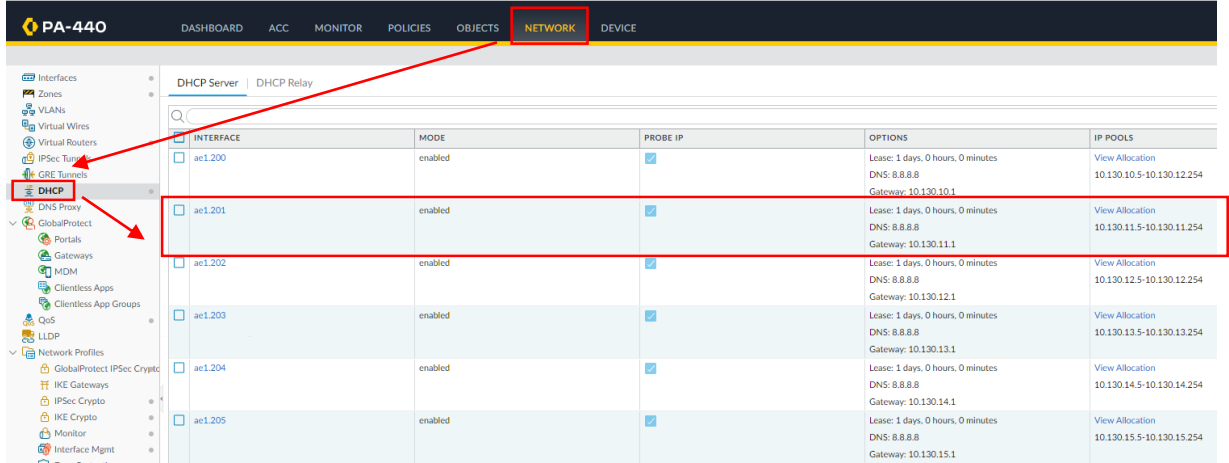 PA-440
DASHBOARD ACC MONITOR POLICIES OBJECTS NETWORK DEVICE
Interfaces
Zones
VLANs
Virtual Wires
Virtual Routers
IPSec Tunnels
GRE Tunnels
DHCP
DNS Proxy
GlobalProtect
Portals
Gateways
MDM
Clientless Apps
Clientless App Groups
QoS
LLDP
Network Profiles
GlobalProtect IPSec Crypto
IKE Gateways
IPSec Crypto
IKE Crypto
Monitor
Interface Mgmt
DHCP Server | DHCP Relay
INTERFACE MODE PROBE IP OPTIONS IP POOLS
ae1.200 enabled Lease: 1 days, 0 hours, 0 minutes View Allocation
DNS: 8.8.8.8 10.130.10.5-10.130.12.254
Gateway: 10.130.10.1
ae1.201 enabled Lease: 1 days, 0 hours, 0 minutes View Allocation
DNS: 8.8.8.8 10.130.11.5-10.130.11.254
Gateway: 10.130.11.1
ae1.202 enabled Lease: 1 days, 0 hours, 0 minutes View Allocation
DNS: 8.8.8.8 10.130.12.5-10.130.12.254
Gateway: 10.130.12.1
ae1.203 enabled Lease: 1 days, 0 hours, 0 minutes View Allocation
DNS: 8.8.8.8 10.130.13.5-10.130.13.254
Gateway: 10.130.13.1
ae1.204 enabled Lease: 1 days, 0 hours, 0 minutes View Allocation
DNS: 8.8.8.8 10.130.14.5-10.130.14.254
Gateway: 10.130.14.1
ae1.205 enabled Lease: 1 days, 0 hours, 0 minutes View Allocation
DNS: 8.8.8.8 10.130.15.5-10.130.15.254
Gateway: 10.130.15.1